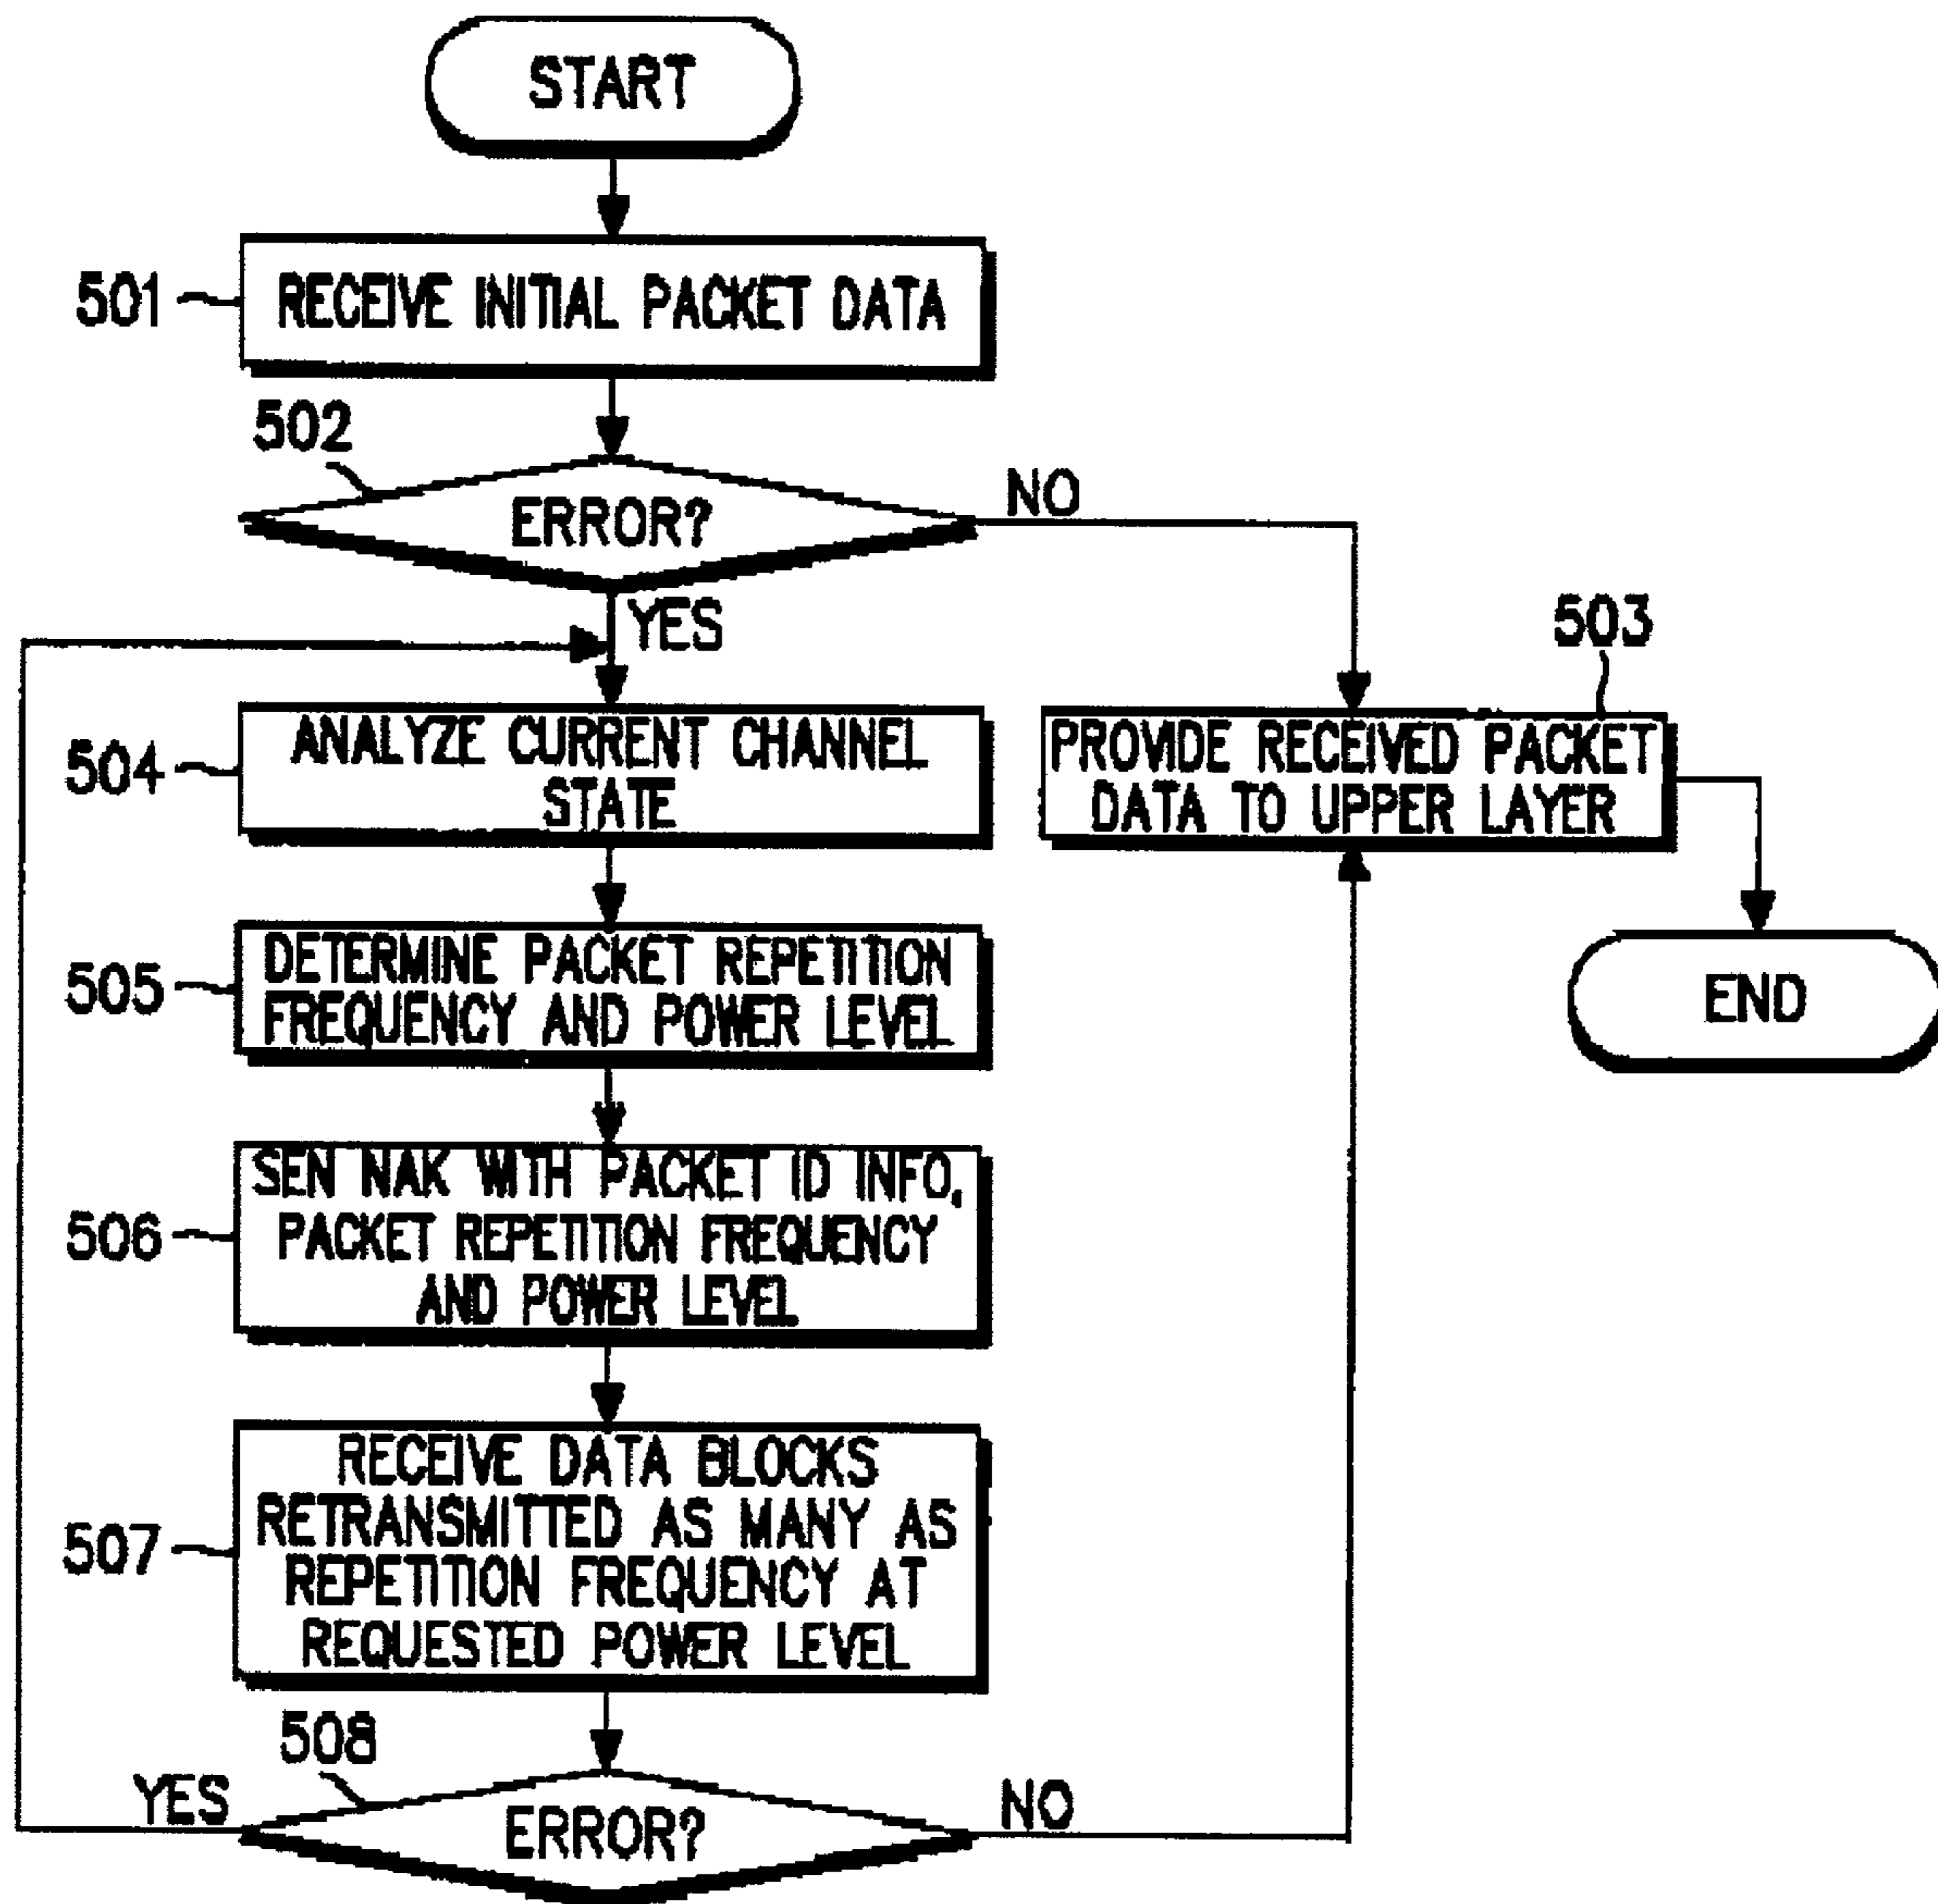 START
501
RECEIVE INITIAL PACKET DATA
502
ERROR?
NO
YES
503
504
ANALYZE CURRENT CHANNEL
STATE
PROVIDE RECEIVED PACKET
DATA TO UPPER LAYER
505
DETERMINE PACKET REPETITION
FREQUENCY AND POWER LEVEL
END
506
SEN NAK WITH PACKET ID INFO,
PACKET REPETITION FREQUENCY
AND POWER LEVEL
507
RECEIVE DATA BLOCKS
RETRANSMITTED AS MANY AS
REPETITION FREQUENCY AT
REQUESTED POWER LEVEL
508
YES
ERROR?
NO